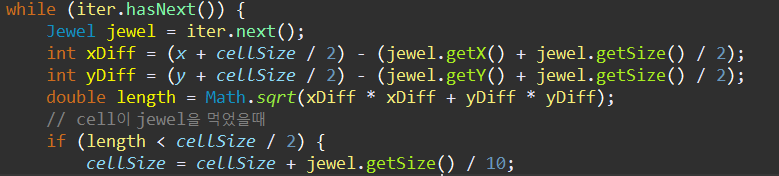 while (iter.hasNext()) {
Jewel jewel = iter.next();
int xDiff = (x + cellSize / 2) - (jewel.getX() + jewel.getSize() / 2);
int yDiff = (y + cellSize / 2) - (jewel.getY() + jewel.getSize() / 2);
double length = Math.sqrt(xDiff * xDiff + yDiff * yDiff);
// cell이 jewel을 먹었을때
if (length < cellSize / 2) {
cellSize = cellSize + jewel.getSize() / 10;